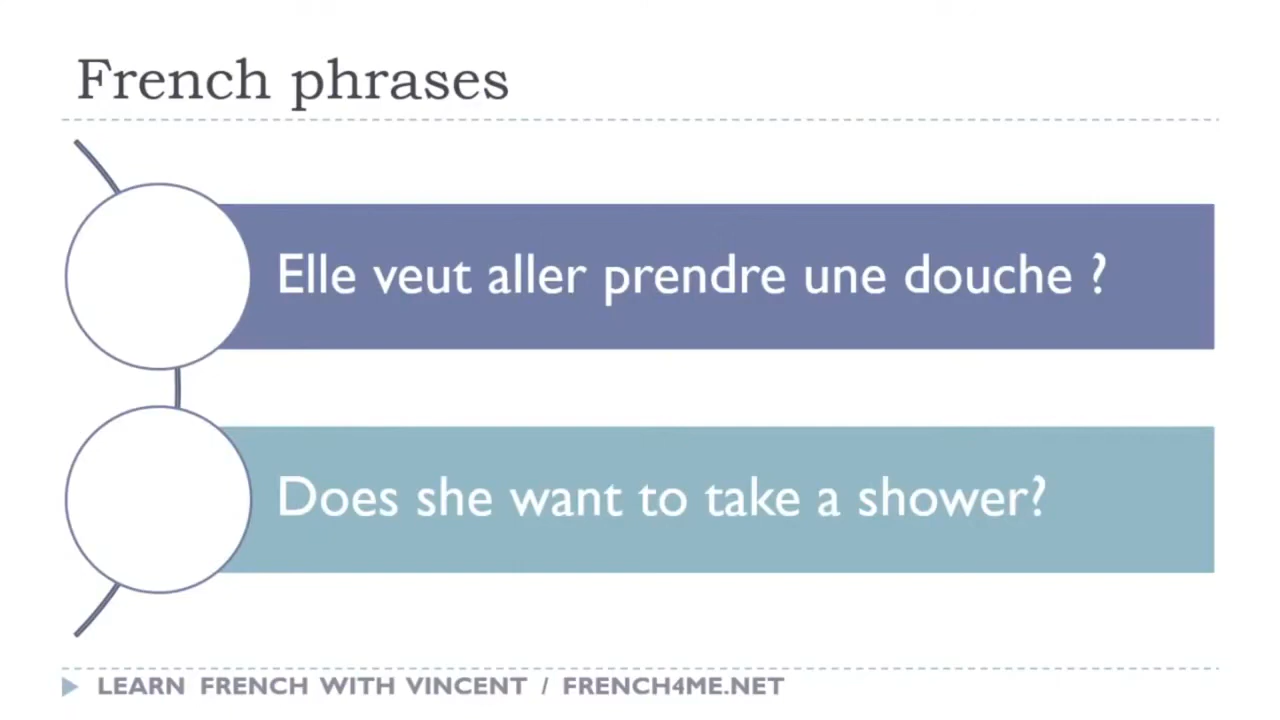 French phrases
Elle veut aller prendre une douche ?
Does she want to take a shower?
LEARN FRENCH WITH VINCENT / FRENCH4ME.NET